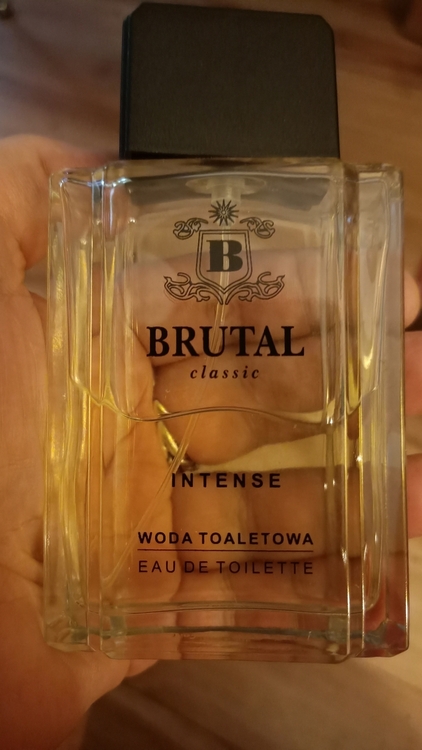 B
BRUTAL
classic
INTENSE
WODA TOALETOWA
EAU DE TOILETTE